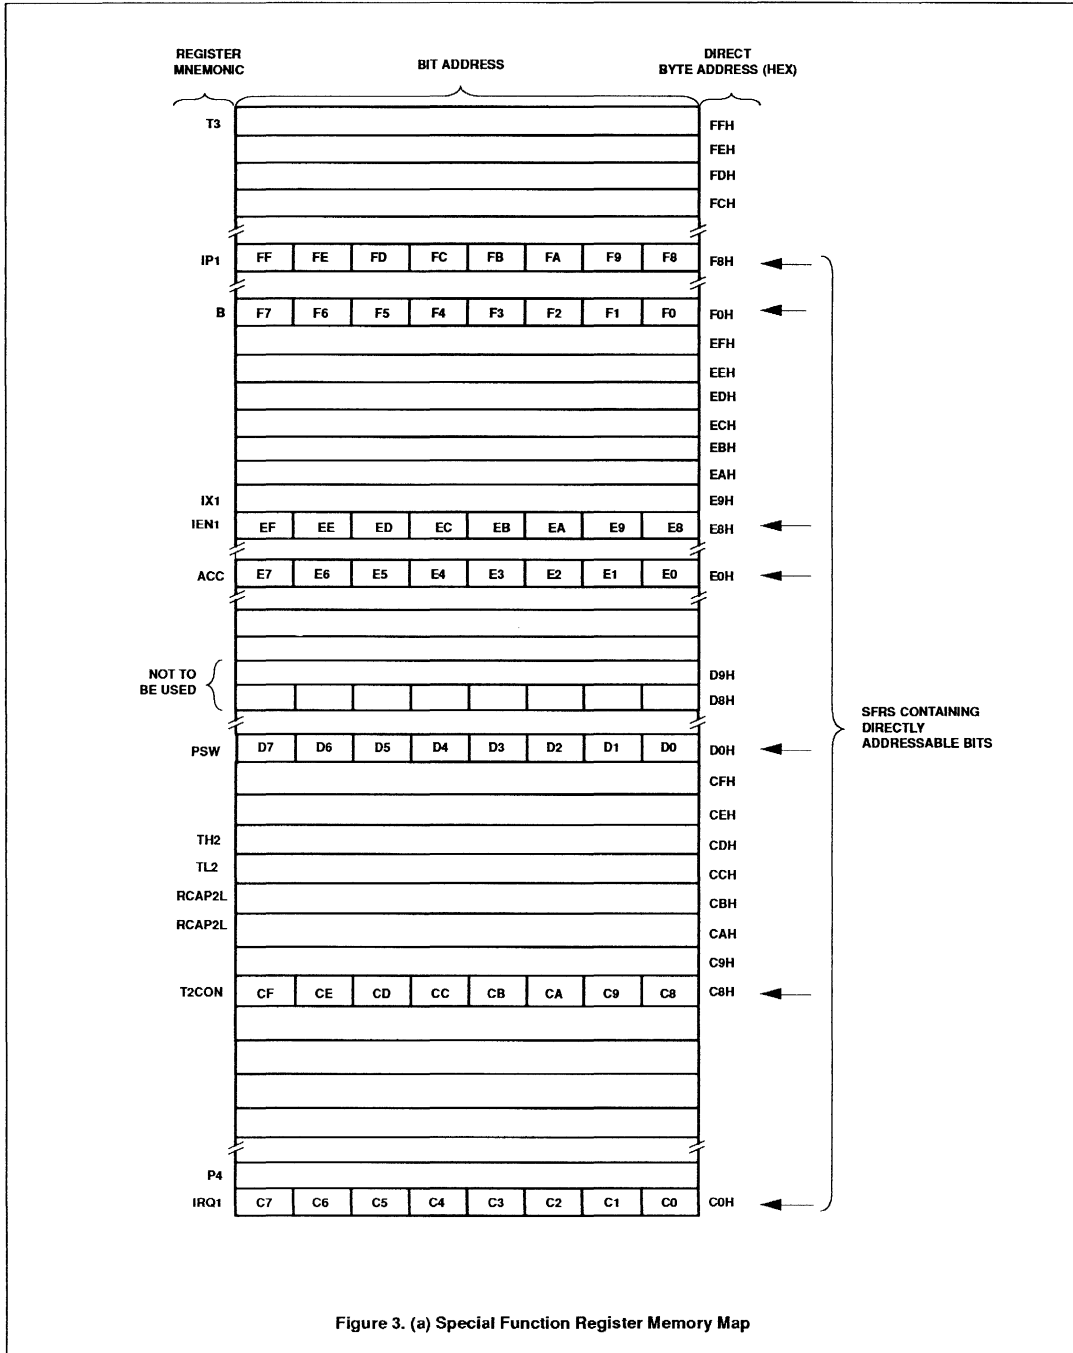 REGISTER
MNEMONIC
BIT ADDRESS
DIRECT
BYTE ADDRESS (HEX)
T3 FFH
FEH
FDH
FCH
IP1 FF FE FD FC FB FA F9 F8 F8H
B F7 F6 F5 F4 F3 F2 F1 F0 F0H
EFH
EEH
EDH
ECH
EBH
EAH
IX1 E9H
IEN1 EF EE ED EC EB EA E9 E8 E8H
ACC E7 E6 E5 E4 E3 E2 E1 E0 E0H
NOT TO
BE USED
D9H
D8H
SFRS CONTAINING
DIRECTLY
ADDRESSABLE BITS
PSW D7 D6 D5 D4 D3 D2 D1 D0 D0H
CFH
CEH
TH2 CDH
TL2 CCH
RCAP2L CBH
RCAP2L CAH
C9H
T2CON CF CE CD CC CB CA C9 C8 C8H
P4
IRQ1 C7 C6 C5 C4 C3 C2 C1 C0 C0H
Figure 3. (a) Special Function Register Memory Map